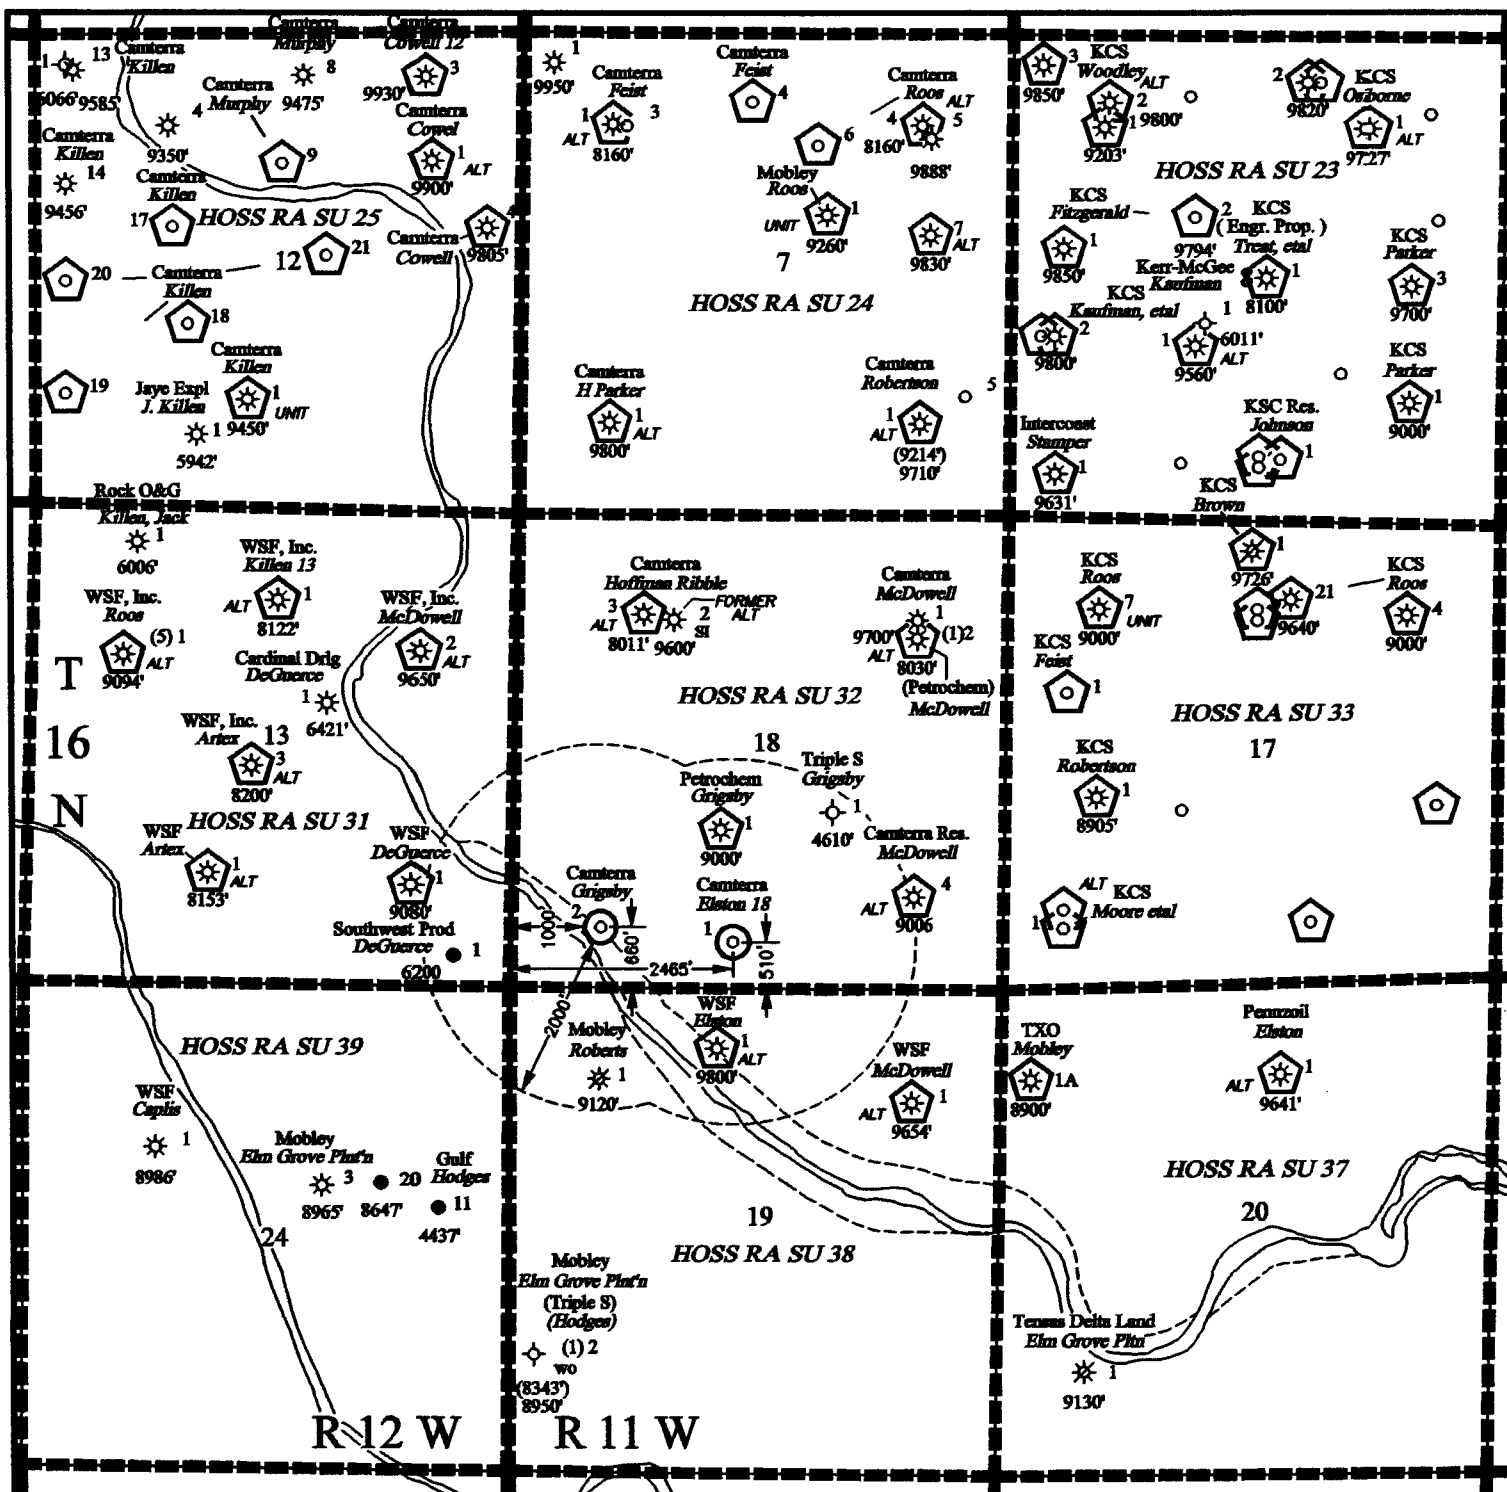 1
13
Camterra
Killen
6066'
9585'
Camterra
Murphy
8
9475'
Camterra
Cowell 12
3
9930'
Camterra
Murphy
4
9350'
9
Camterra
Cowel
1
ALT
9900'
Camterra
Killen
14
9456'
Camterra
Killen
17
HOSS RA SU 25
12
21
Camterra
Cowell
4
9805'
20
Camterra
Killen
18
19
Camterra
Killen
1
UNIT
9450'
Jaye Expl
J. Killen
1
5942'
1
9950'
Camterra
Feist
1
3
ALT
8160'
Camterra
Feist
4
Camterra
Roos
ALT
4
5
8160'
9888'
6
Mobley
Roos
1
UNIT
9260'
7
ALT
9830'
7
HOSS RA SU 24
Camterra
H Parker
1
ALT
9800'
Camterra
Robertson
5
1
ALT
(9214')
9710'
3
9850'
KCS
Woodley
ALT
2
9800'
1
9203'
2
9820'
KCS
Osiborne
1
ALT
9727'
HOSS RA SU 23
KCS
Fitzgerald
2
9794'
1
9850'
KCS
( Engr. Prop. )
Treat, etal
1
8100'
Kerr-McGee
Kaufman
8
KCS
Kaufman, etal
2
9800'
1
6011'
1
ALT
9560'
KCS
Parker
3
9700'
KCS
Parker
1
9000'
Intercoast
Stamper
1
9631'
KSC Res.
Johnson
1
KCS
Brown
1
9726'
Rock O&G
Killen, Jack
1
6006'
WSF, Inc.
Killen 13
ALT
1
8122'
WSF, Inc.
Roos
(5) 1
ALT
9094'
WSF, Inc.
McDowell
2
ALT
9650'
Cardinal Drlg
DeGuerce
1
6421'
T
16
N
WSF, Inc.
Artex
13
3
ALT
8200'
HOSS RA SU 31
WSF
Artex
1
ALT
8153'
WSF
DeGuerce
1
9080'
Southwest Prod
DeGuerce
1
6200
Camterra
Hoffman Ribble
3
ALT
8011'
2
SI
9600'
FORMER
ALT
Camterra
McDowell
1
9700'
(1)2
ALT
8030'
(Petrochem)
McDowell
HOSS RA SU 32
18
Petrochem
Grigsby
1
9000'
Triple S
Grigsby
1
4610'
Camterra Res.
McDowell
4
ALT
9006
Camterra
Grigsby
2
Camterra
Elston 18
1
1000'
660'
2465'
510'
2000'
KCS
Roos
7
UNIT
9000'
21
9640'
KCS
Roos
4
9000'
KCS
Feist
1
HOSS RA SU 33
17
KCS
Robertson
1
8905'
ALT
KCS
Moore etal
1
HOSS RA SU 39
WSF
Caplis
1
8986'
Mobley
Elm Grove Plnt'n
3
8965'
20
8647'
Gulf
Hodges
11
4437'
24
Mobley
Roberts
1
9120'
WSF
Elston
1
ALT
9800'
WSF
McDowell
ALT
1
9654'
19
HOSS RA SU 38
Mobley
Elm Grove Plnt'n
(Triple S)
(Hodges)
(1) 2
wo
(8343')
8950'
TXO
Mobley
1A
8900'
Pennzoil
Elston
ALT
1
9641'
HOSS RA SU 37
20
Tensas Delta Land
Elm Grove Pltn
1
9130'
R 12 W
R 11 W